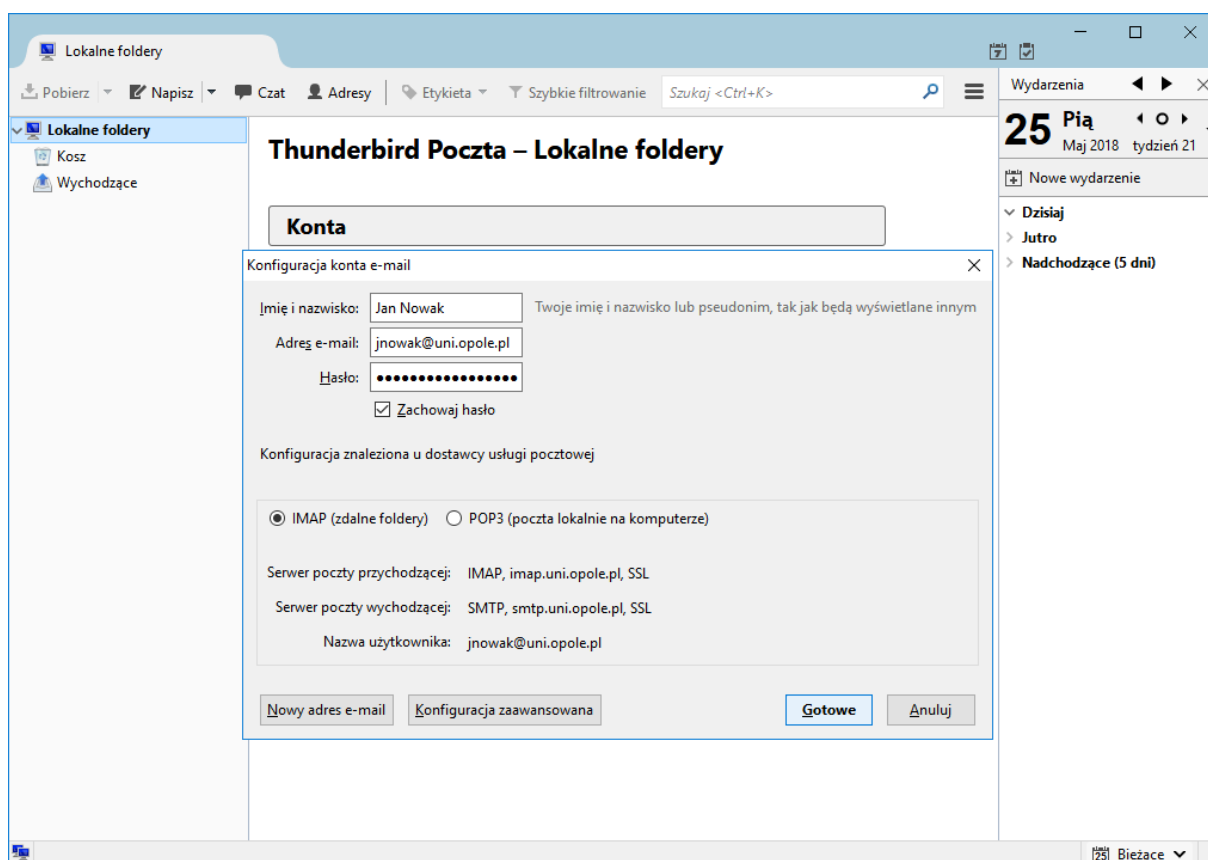 Lokalne foldery
Pobierz Napisz Czat Adresy Etykieta Szybkie filtrowanie Szukaj <Ctrl+K>
Lokalne foldery
Kosz
Wychodzące
Thunderbird Poczta – Lokalne foldery
Konta
Konfiguracja konta e-mail
Imię i nazwisko: Jan Nowak Twoje imię i nazwisko lub pseudonim, tak jak będą wyświetlane innym
Adres e-mail: jnowak@uni.opole.pl
Hasło: •••••••••••••••••
Zachowaj hasło
Konfiguracja znaleziona u dostawcy usługi pocztowej
IMAP (zdalne foldery) POP3 (poczta lokalnie na komputerze)
Serwer poczty przychodzącej: IMAP, imap.uni.opole.pl, SSL
Serwer poczty wychodzącej: SMTP, smtp.uni.opole.pl, SSL
Nazwa użytkownika: jnowak@uni.opole.pl
Nowy adres e-mail Konfiguracja zaawansowana Gotowe Anuluj
7
Wydarzenia
25 Pią
Maj 2018 tydzień 21
Nowe wydarzenie
Dzisiaj
Jutro
Nadchodzące (5 dni)
25 Bieżące